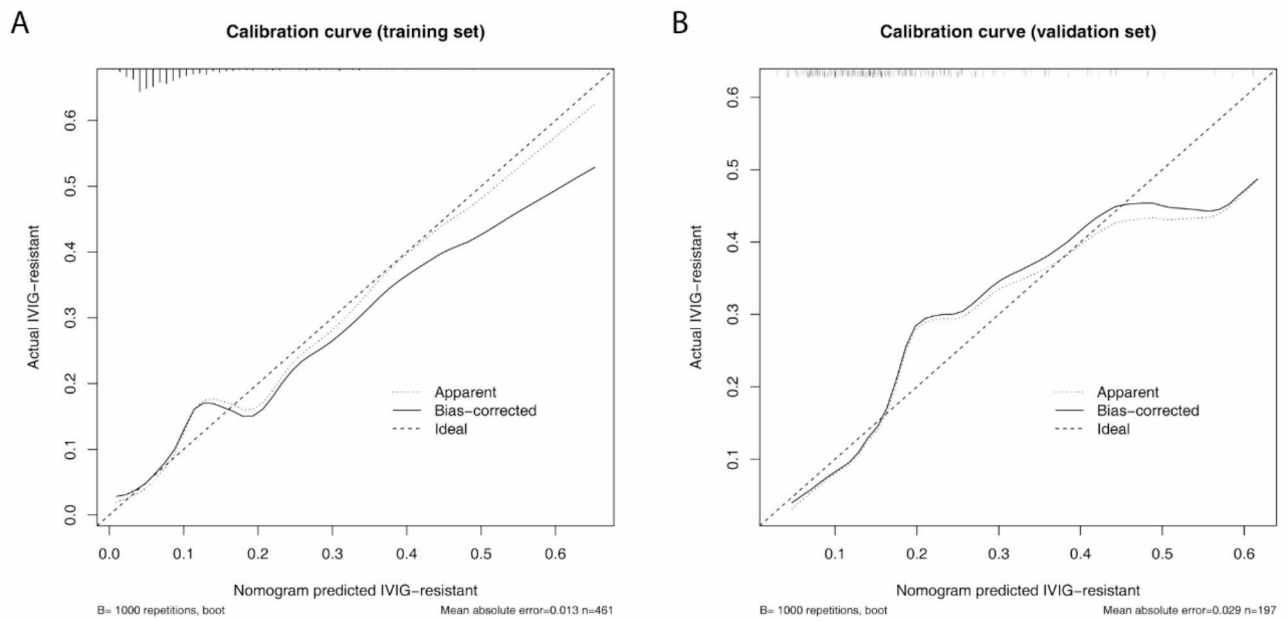 A
Calibration curve (training set)
Actual IVIG-resistant
0.6
0.5
0.4
0.3
0.2
0.1
0.0
Apparent
Bias-corrected
Ideal
0.0 0.1 0.2 0.3 0.4 0.5 0.6
Nomogram predicted IVIG-resistant
B= 1000 repetitions, boot
Mean absolute error=0.013 n=461
B
Calibration curve (validation set)
Actual IVIG-resistant
0.6
0.5
0.4
0.3
0.2
0.1
Apparent
Bias-corrected
Ideal
0.1 0.2 0.3 0.4 0.5 0.6
Nomogram predicted IVIG-resistant
B= 1000 repetitions, boot
Mean absolute error=0.029 n=197